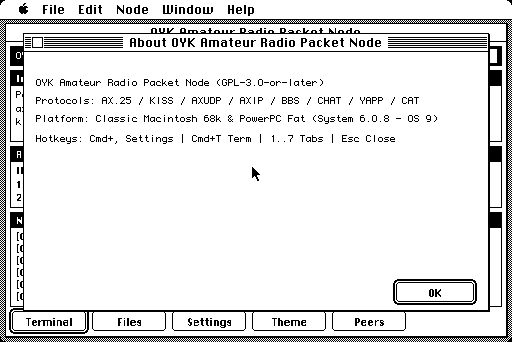 File Edit Node Window Help
OYK Amateur Radio Packet Node
About OYK Amateur Radio Packet Node
OYK Amateur Radio Packet Node (GPL-3.0-or-later)
Protocols: AX.25 / KISS / AXUDP / AXIP / BBS / CHAT / YAPP / CAT
Platform: Classic Macintosh 68k & PowerPC Fat (System 6.0.8 - OS 9)
Hotkeys: Cmd+, Settings | Cmd+T Term | 1..7 Tabs | Esc Close
OK
Terminal Files Settings Theme Peers